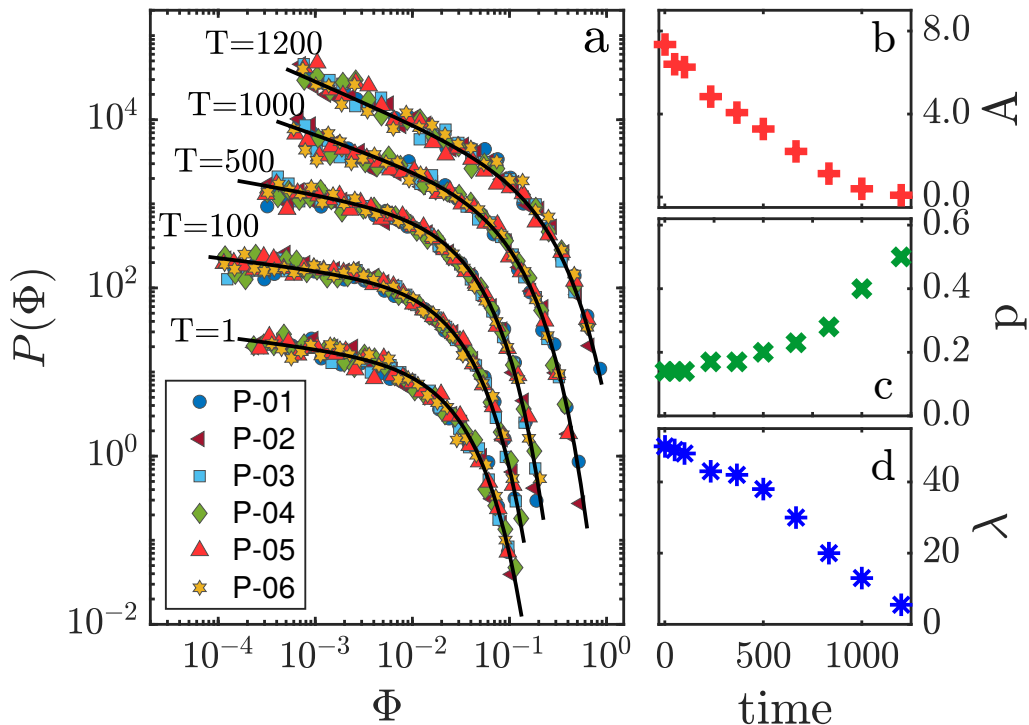 a
T=1200
T=1000
T=500
T=100
T=1
10^4
10^2
10^0
10^{-2}
P(Φ)
P-01
P-02
P-03
P-04
P-05
P-06
10^{-4}
10^{-3}
10^{-2}
10^{-1}
10^0
Φ
b
8.0
4.0
0.0
A
c
0.6
0.4
0.2
0.0
p
d
40
20
0
λ
0
500
1000
time